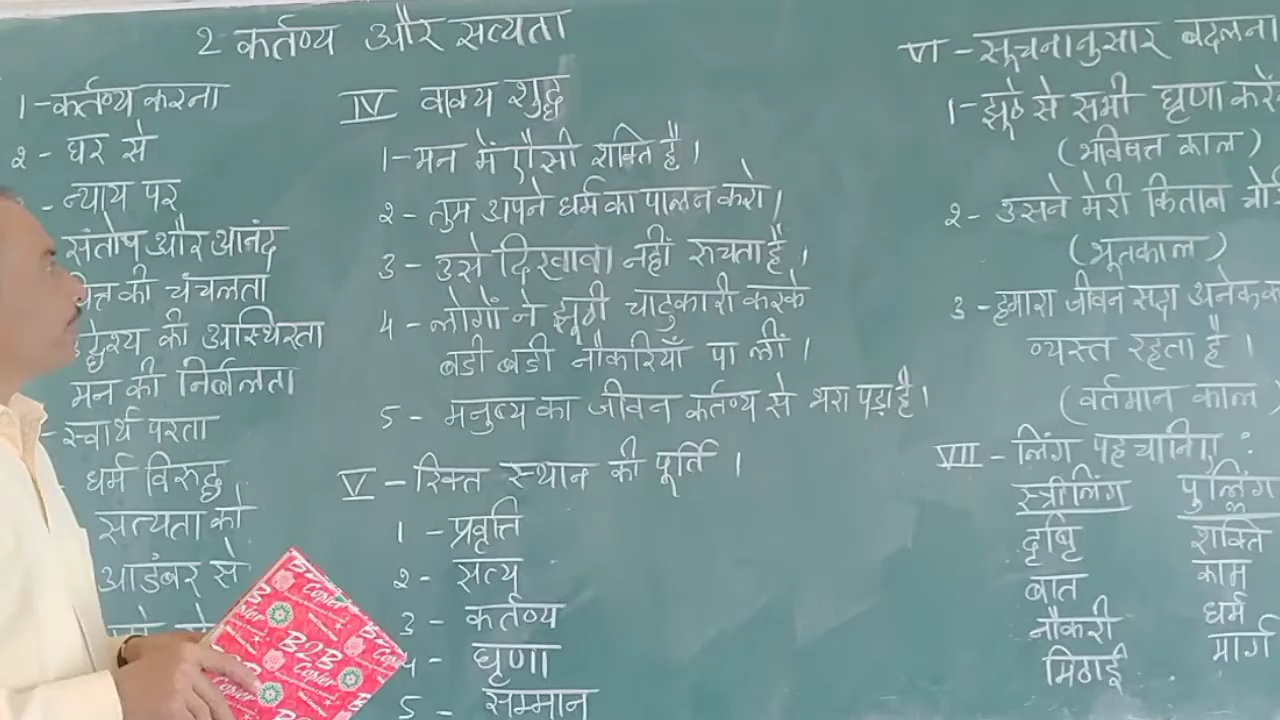 2 कर्तव्य और सत्यता
1 - कर्तव्य करना
2 - घर से
न्याय पर
संतोष और आनंद
की चंचलता
की अस्थिरता
मन की निर्बलता
- स्वार्थ परता
धर्म विरुद्ध
सत्यता को
आडंबर से
IV वाक्य शुद्ध
1 - मन में ऐसी शक्ति है।
2 - तुम अपने धर्म का पालन करो।
3 - उसे दिखावा नहीं रुचता है।
4 - लोगों ने झूठी चाटुकारी करके
बडी बडी नौकरियाँ पा लीं।
5 - मनुष्य का जीवन कर्तव्य से भरा पड़ा है।
V - रिक्त स्थान की पूर्ति।
1 - प्रवृत्ति
2 - सत्य
3 - कर्तव्य
4 - घृणा
5 - सम्मान
VI - सूचनानुसार बदलना
1 - झूठे से सभी घृणा
(भविषत काल)
2 - उसने मेरी किताब
(भूतकाल)
3 - हमारा जीवन सदा
व्यस्त रहता है।
(वर्तमान काल)
VII - लिंग पहचानिए :
स्त्रीलिंग पुल्लिंग
दृष्टि शक्ति
बात काम
नौकरी धर्म
मिठाई मार्ग
B2B
Copier